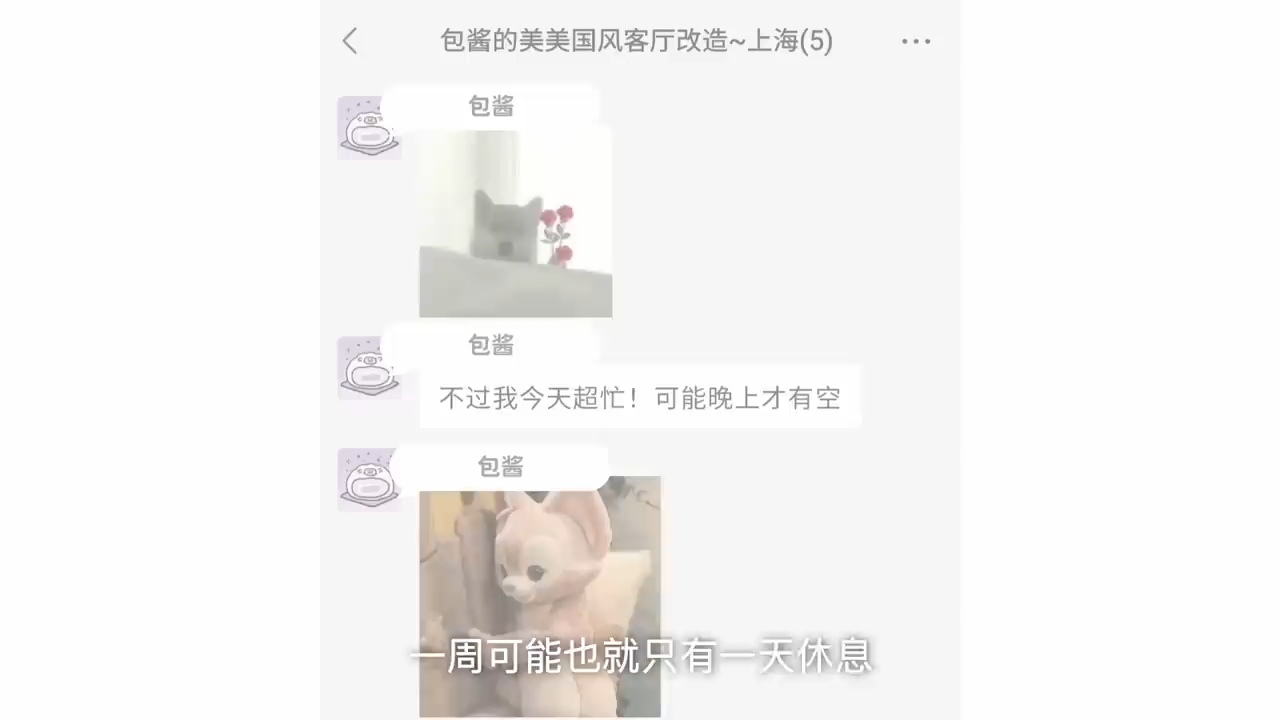 包酱的美美国风客厅改造~上海(5)
包酱
包酱
不过我今天超忙！可能晚上才有空
包酱
一周可能也就只有一天休息